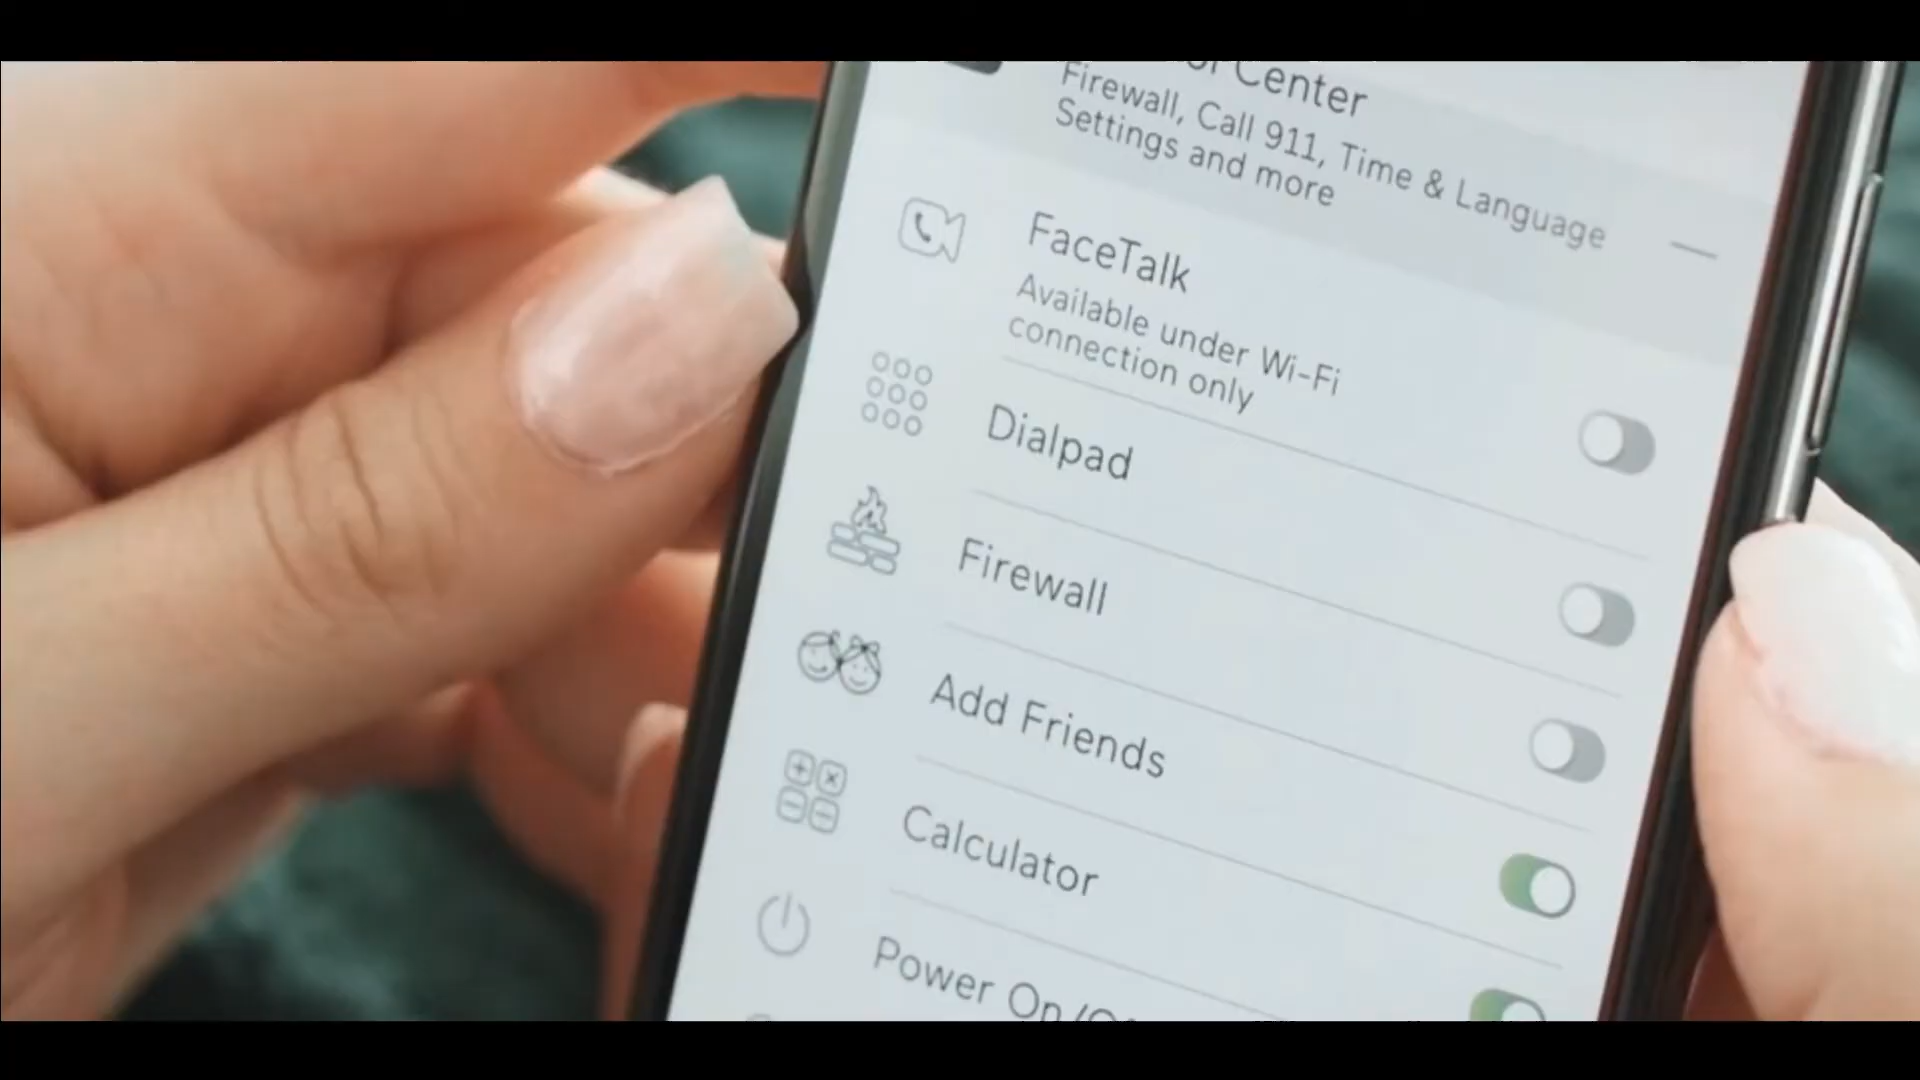 Center
Firewall, Call 911, Time & Language
Settings and more
FaceTalk
Available under Wi-Fi
connection only
Dialpad
Firewall
Add Friends
Calculator
Power